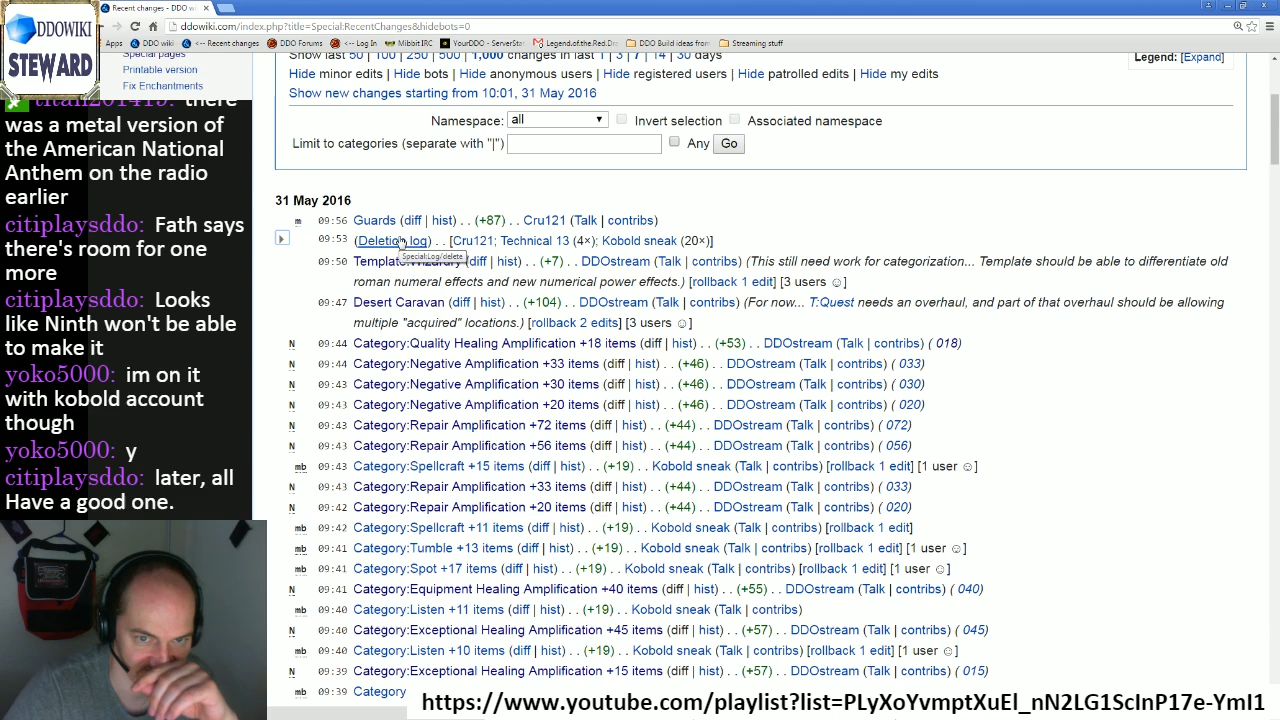 DDOWIKI
STEWARD
Recent changes - DDO wi
ddowiki.com/index.php?title=Special:RecentChanges&hidebots=0
Apps DDO wiki <-- Recent changes DDO Forums <-- Log In Mibbit IRC YourDDO - ServerStat Legend.of.the.Red.Dr DDO Build ideas from Streaming stuff
Special pages
Printable version
Fix Enchantments
titan201415: there
was a metal version of
the American National
Anthem on the radio
earlier
citiplaysddo: Fath says
there's room for one
more
citiplaysddo: Looks
like Ninth won't be able
to make it
yoko5000: im on it
with kobold account
though
yoko5000: y
citiplaysddo: later, all
Have a good one.
Show last 50 | 100 | 250 | 500 | 1,000 changes in last 1 | 3 | 7 | 14 | 30 days
Hide minor edits | Hide bots | Hide anonymous users | Hide registered users | Hide patrolled edits | Hide my edits
Show new changes starting from 10:01, 31 May 2016
Legend: [Expand]
Namespace: all Invert selection Associated namespace
Limit to categories (separate with "|") Any Go
31 May 2016
m 09:56 Guards (diff | hist) . . (+87) . . Cru121 (Talk | contribs)
09:53 (Deletion log) . . [Cru121; Technical 13 (4×); Kobold sneak (20×)]
Special:Log/delete
09:50 Template:Wizardry (diff | hist) . . (+7) . . DDOstream (Talk | contribs) (This still need work for categorization... Template should be able to differentiate old
roman numeral effects and new numerical power effects.) [rollback 1 edit] [3 users ☺]
09:47 Desert Caravan (diff | hist) . . (+104) . . DDOstream (Talk | contribs) (For now... T:Quest needs an overhaul, and part of that overhaul should be allowing
multiple "acquired" locations.) [rollback 2 edits] [3 users ☺]
N 09:44 Category:Quality Healing Amplification +18 items (diff | hist) . . (+53) . . DDOstream (Talk | contribs) ( 018)
N 09:44 Category:Negative Amplification +33 items (diff | hist) . . (+46) . . DDOstream (Talk | contribs) ( 033)
N 09:43 Category:Negative Amplification +30 items (diff | hist) . . (+46) . . DDOstream (Talk | contribs) ( 030)
N 09:43 Category:Negative Amplification +20 items (diff | hist) . . (+46) . . DDOstream (Talk | contribs) ( 020)
N 09:43 Category:Repair Amplification +72 items (diff | hist) . . (+44) . . DDOstream (Talk | contribs) ( 072)
N 09:43 Category:Repair Amplification +56 items (diff | hist) . . (+44) . . DDOstream (Talk | contribs) ( 056)
mb 09:43 Category:Spellcraft +15 items (diff | hist) . . (+19) . . Kobold sneak (Talk | contribs) [rollback 1 edit] [1 user ☺]
N 09:43 Category:Repair Amplification +33 items (diff | hist) . . (+44) . . DDOstream (Talk | contribs) ( 033)
N 09:42 Category:Repair Amplification +20 items (diff | hist) . . (+44) . . DDOstream (Talk | contribs) ( 020)
mb 09:42 Category:Spellcraft +11 items (diff | hist) . . (+19) . . Kobold sneak (Talk | contribs) [rollback 1 edit]
mb 09:41 Category:Tumble +13 items (diff | hist) . . (+19) . . Kobold sneak (Talk | contribs) [rollback 1 edit] [1 user ☺]
mb 09:41 Category:Spot +17 items (diff | hist) . . (+19) . . Kobold sneak (Talk | contribs) [rollback 1 edit] [1 user ☺]
N 09:41 Category:Equipment Healing Amplification +40 items (diff | hist) . . (+55) . . DDOstream (Talk | contribs) ( 040)
mb 09:40 Category:Listen +11 items (diff | hist) . . (+19) . . Kobold sneak (Talk | contribs)
N 09:40 Category:Exceptional Healing Amplification +45 items (diff | hist) . . (+57) . . DDOstream (Talk | contribs) ( 045)
mb 09:40 Category:Listen +10 items (diff | hist) . . (+19) . . Kobold sneak (Talk | contribs) [rollback 1 edit] [1 user ☺]
N 09:39 Category:Exceptional Healing Amplification +15 items (diff | hist) . . (+57) . . DDOstream (Talk | contribs) ( 015)
mb 09:39 Category
https://www.youtube.com/playlist?list=PLyXoYvmptXuEl_nN2LG1ScInP17e-YmI1